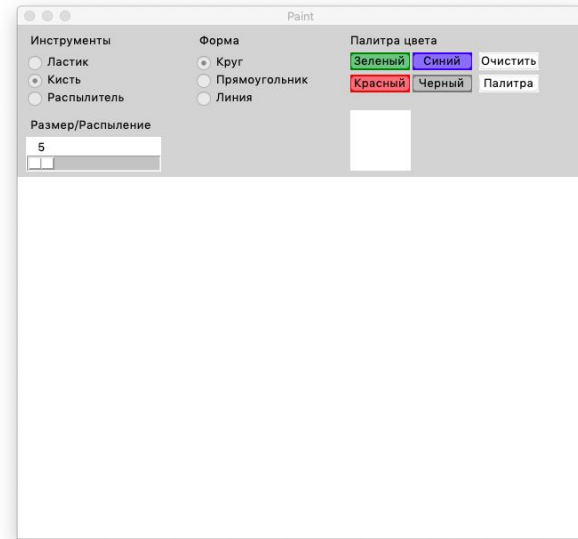 Paint
Инструменты
Ластик
Кисть
Распылитель
Размер/Распыление
5
Форма
Круг
Прямоугольник
Линия
Палитра цвета
Зеленый Синий Очистить
Красный Черный Палитра